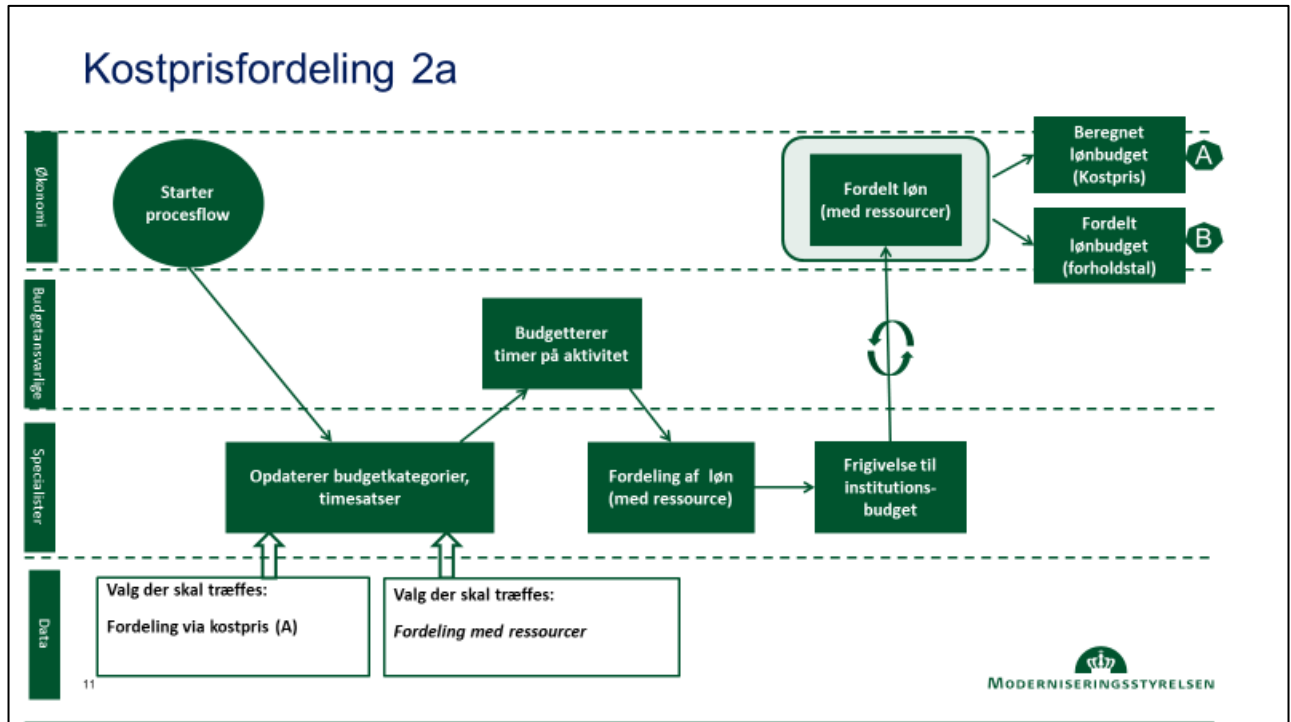 Kostprisfordeling 2a
Økonomi
Starter
procesflow
Fordelt løn
(med ressourcer)
Beregnet
lønbudget
(Kostpris)
A
Fordelt
lønbudget
(forholdstal)
B
Budgetansvarlige
Budgetterer
timer på aktivitet
Specialister
Opdaterer budgetkategorier,
timesatser
Fordeling af løn
(med ressource)
Frigivelse til
institutions-
budget
Data
Valg der skal træffes:
Fordeling via kostpris (A)
Valg der skal træffes:
Fordeling med ressourcer
11
MODERNISERINGSSTYRELSEN